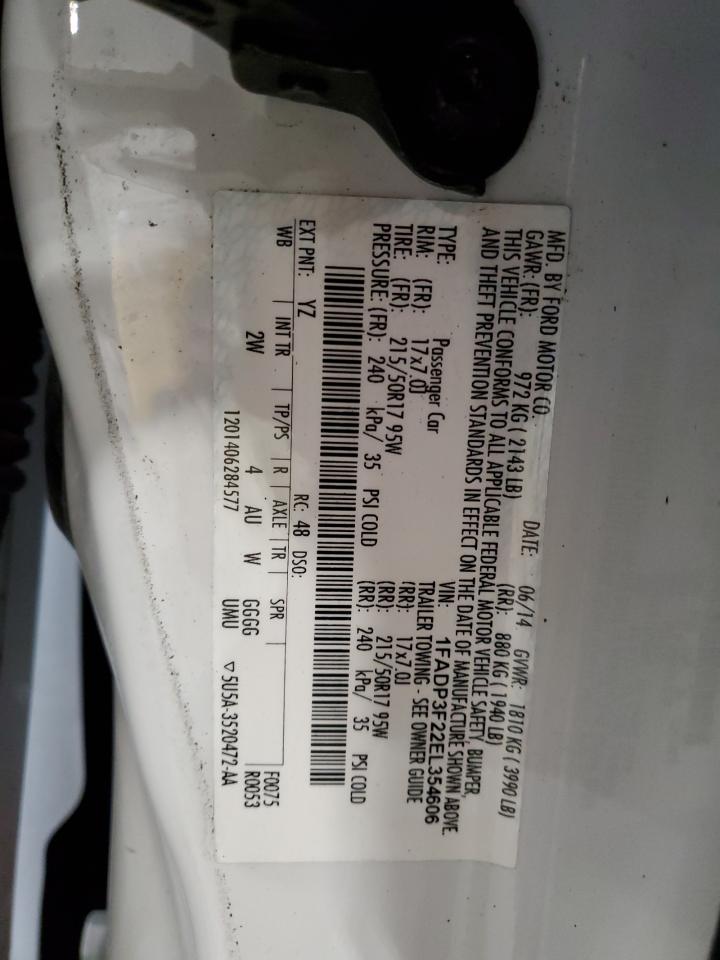 MFD. BY FORD MOTOR CO.
DATE: 06/14 GVWR: 1810 KG ( 3990 LB)
GAWR: (FR): 972 KG ( 2143 LB) (RR): 880 KG ( 1940 LB)
THIS VEHICLE CONFORMS TO ALL APPLICABLE FEDERAL MOTOR VEHICLE SAFETY, BUMPER,
AND THEFT PREVENTION STANDARDS IN EFFECT ON THE DATE OF MANUFACTURE SHOWN ABOVE.
VIN: 1FADP3F22EL354606
TYPE: Passenger Car TRAILER TOWING - SEE OWNER GUIDE
RIM: (FR): 17x7.0J (RR): 17x7.0J
TIRE: (FR): 215/50R17 95W (RR): 215/50R17 95W
PRESSURE: (FR): 240 kPa/ 35 PSI COLD (RR): 240 kPa/ 35 PSI COLD
EXT PNT: YZ RC: 48 DSO: F0075
WB INT TR TP/PS R AXLE TR SPR R0053
2W 4 AU W GGGG
1201406284577 UMU ▽5U5A-3520472-AA